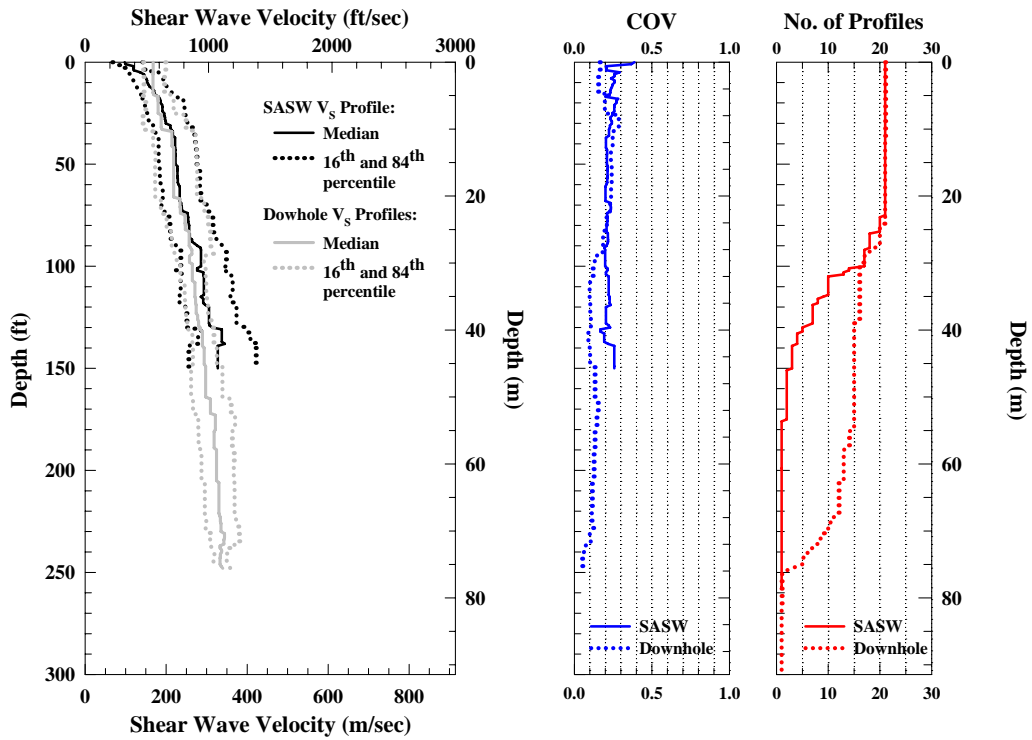 Shear Wave Velocity (ft/sec)
0 1000 2000 3000
0
50
100
150
200
250
300
Depth (ft)
SASW VS Profile:
Median
16th and 84th
percentile
Dowhole VS Profiles:
Median
16th and 84th
percentile
0
20
40
60
80
Depth (m)
0 200 400 600 800
Shear Wave Velocity (m/sec)
COV
0.0 0.5 1.0
SASW
Downhole
0.0 0.5 1.0
No. of Profiles
0 10 20 30
0
20
40
60
80
Depth (m)
SASW
Downhole
0 10 20 30